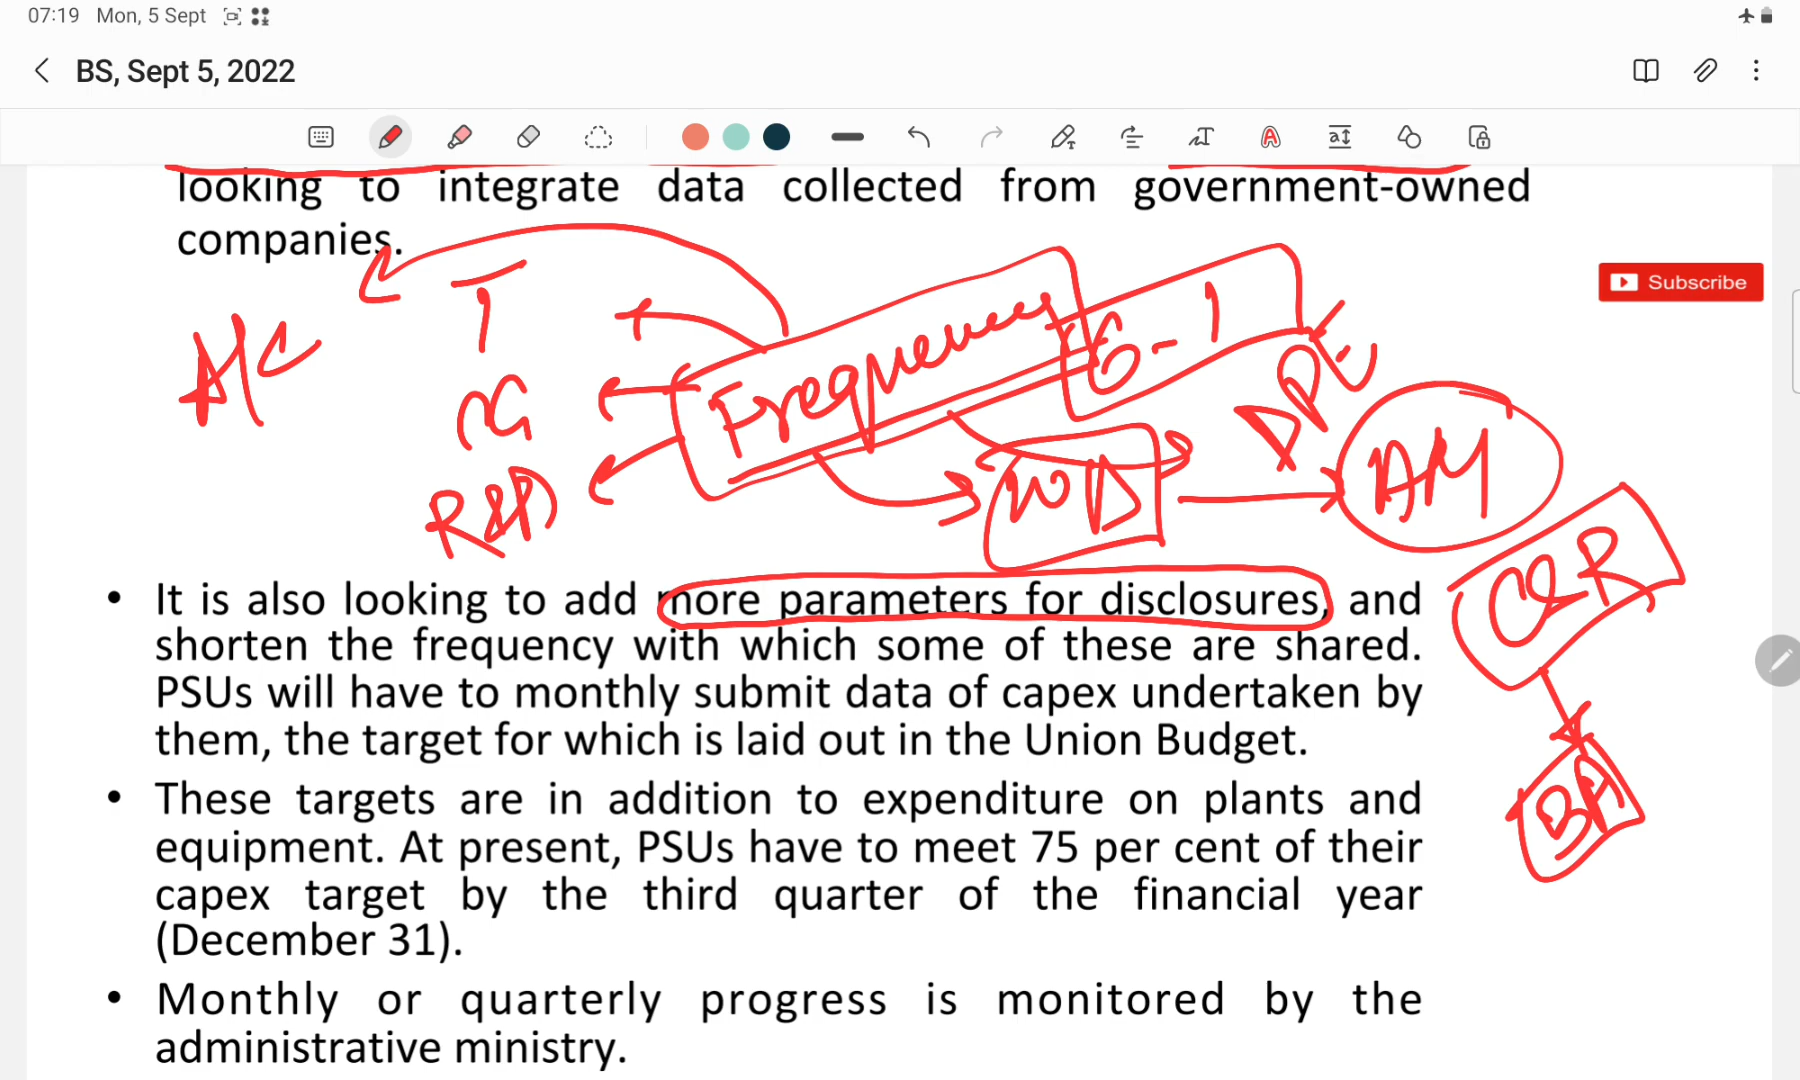 07:19 Mon, 5 Sept
BS, Sept 5, 2022
looking to integrate data collected from government-owned
companies.
Subscribe
A/C
T
Frequency
6-1
DPE
R&D
AM
BA
It is also looking to add more parameters for disclosures, and
shorten the frequency with which some of these are shared.
PSUs will have to monthly submit data of capex undertaken by
them, the target for which is laid out in the Union Budget.
These targets are in addition to expenditure on plants and
equipment. At present, PSUs have to meet 75 per cent of their
capex target by the third quarter of the financial year
(December 31).
Monthly or quarterly progress is monitored by the
administrative ministry.